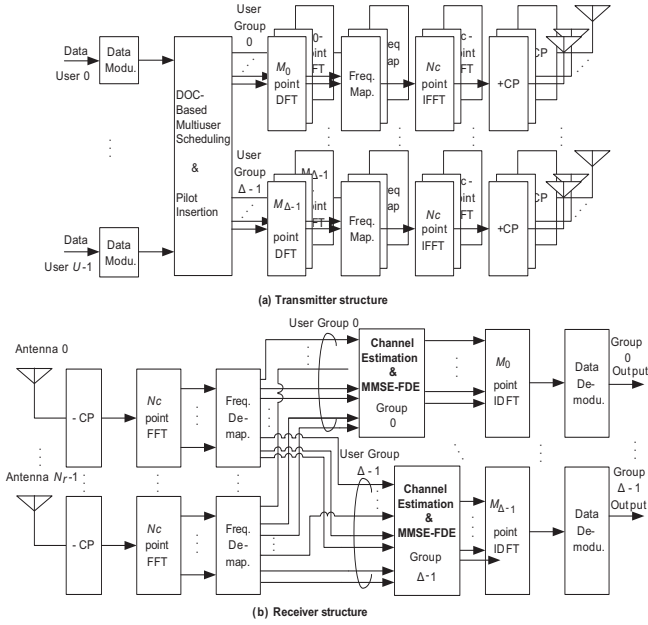 Data
User 0
Data
Modu.
DOC-
Based
Multiuser
Scheduling
&
Pilot
Insertion
User
Group
0
M0
point
DFT
Freq.
Map.
Nc
point
IFFT
+CP
Data
User U-1
Data
Modu.
User
Group
Δ-1
MΔ-1
point
DFT
Freq.
Map.
Nc
point
IFFT
+CP
(a) Transmitter structure
Antenna 0
- CP
Nc
point
FFT
Freq.
De-
map.
User Group 0
Channel
Estimation
&
MMSE-FDE
Group
0
M0
point
IDFT
Data
De-
modu.
Group
0
Output
Antenna Nr-1
- CP
Nc
point
FFT
Freq.
De-
map.
User Group
Δ-1
Channel
Estimation
&
MMSE-FDE
Group
Δ-1
MΔ-1
point
IDFT
Data
De-
modu.
Group
Δ-1
Output
(b) Receiver structure